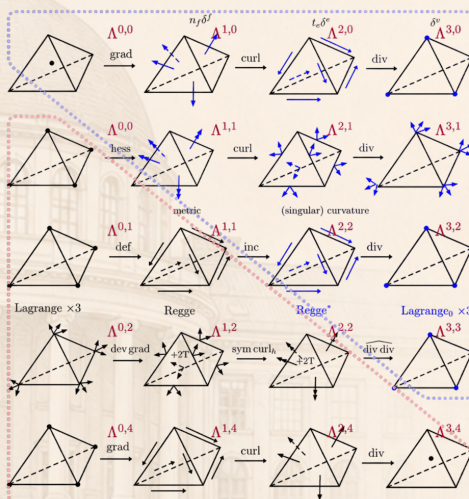 n_f δ^f t_e δ^e δ^v
Λ^{0,0} Λ^{1,0} Λ^{2,0} Λ^{3,0}
grad curl div
Λ^{0,0} Λ^{1,1} Λ^{2,1} Λ^{3,1}
hess curl div
metric (singular) curvature
Λ^{0,1} Λ^{1,1} Λ^{2,2} Λ^{3,2}
def inc div
Lagrange ×3 Regge Regge* Lagrange₀ ×3
Λ^{0,2} Λ^{1,2} Λ^{2,2} Λ^{3,3}
dev grad +2T sym curl_h +2T \widehat{div div}
Λ^{0,4} Λ^{1,4} Λ^{2,4} Λ^{3,4}
grad curl div